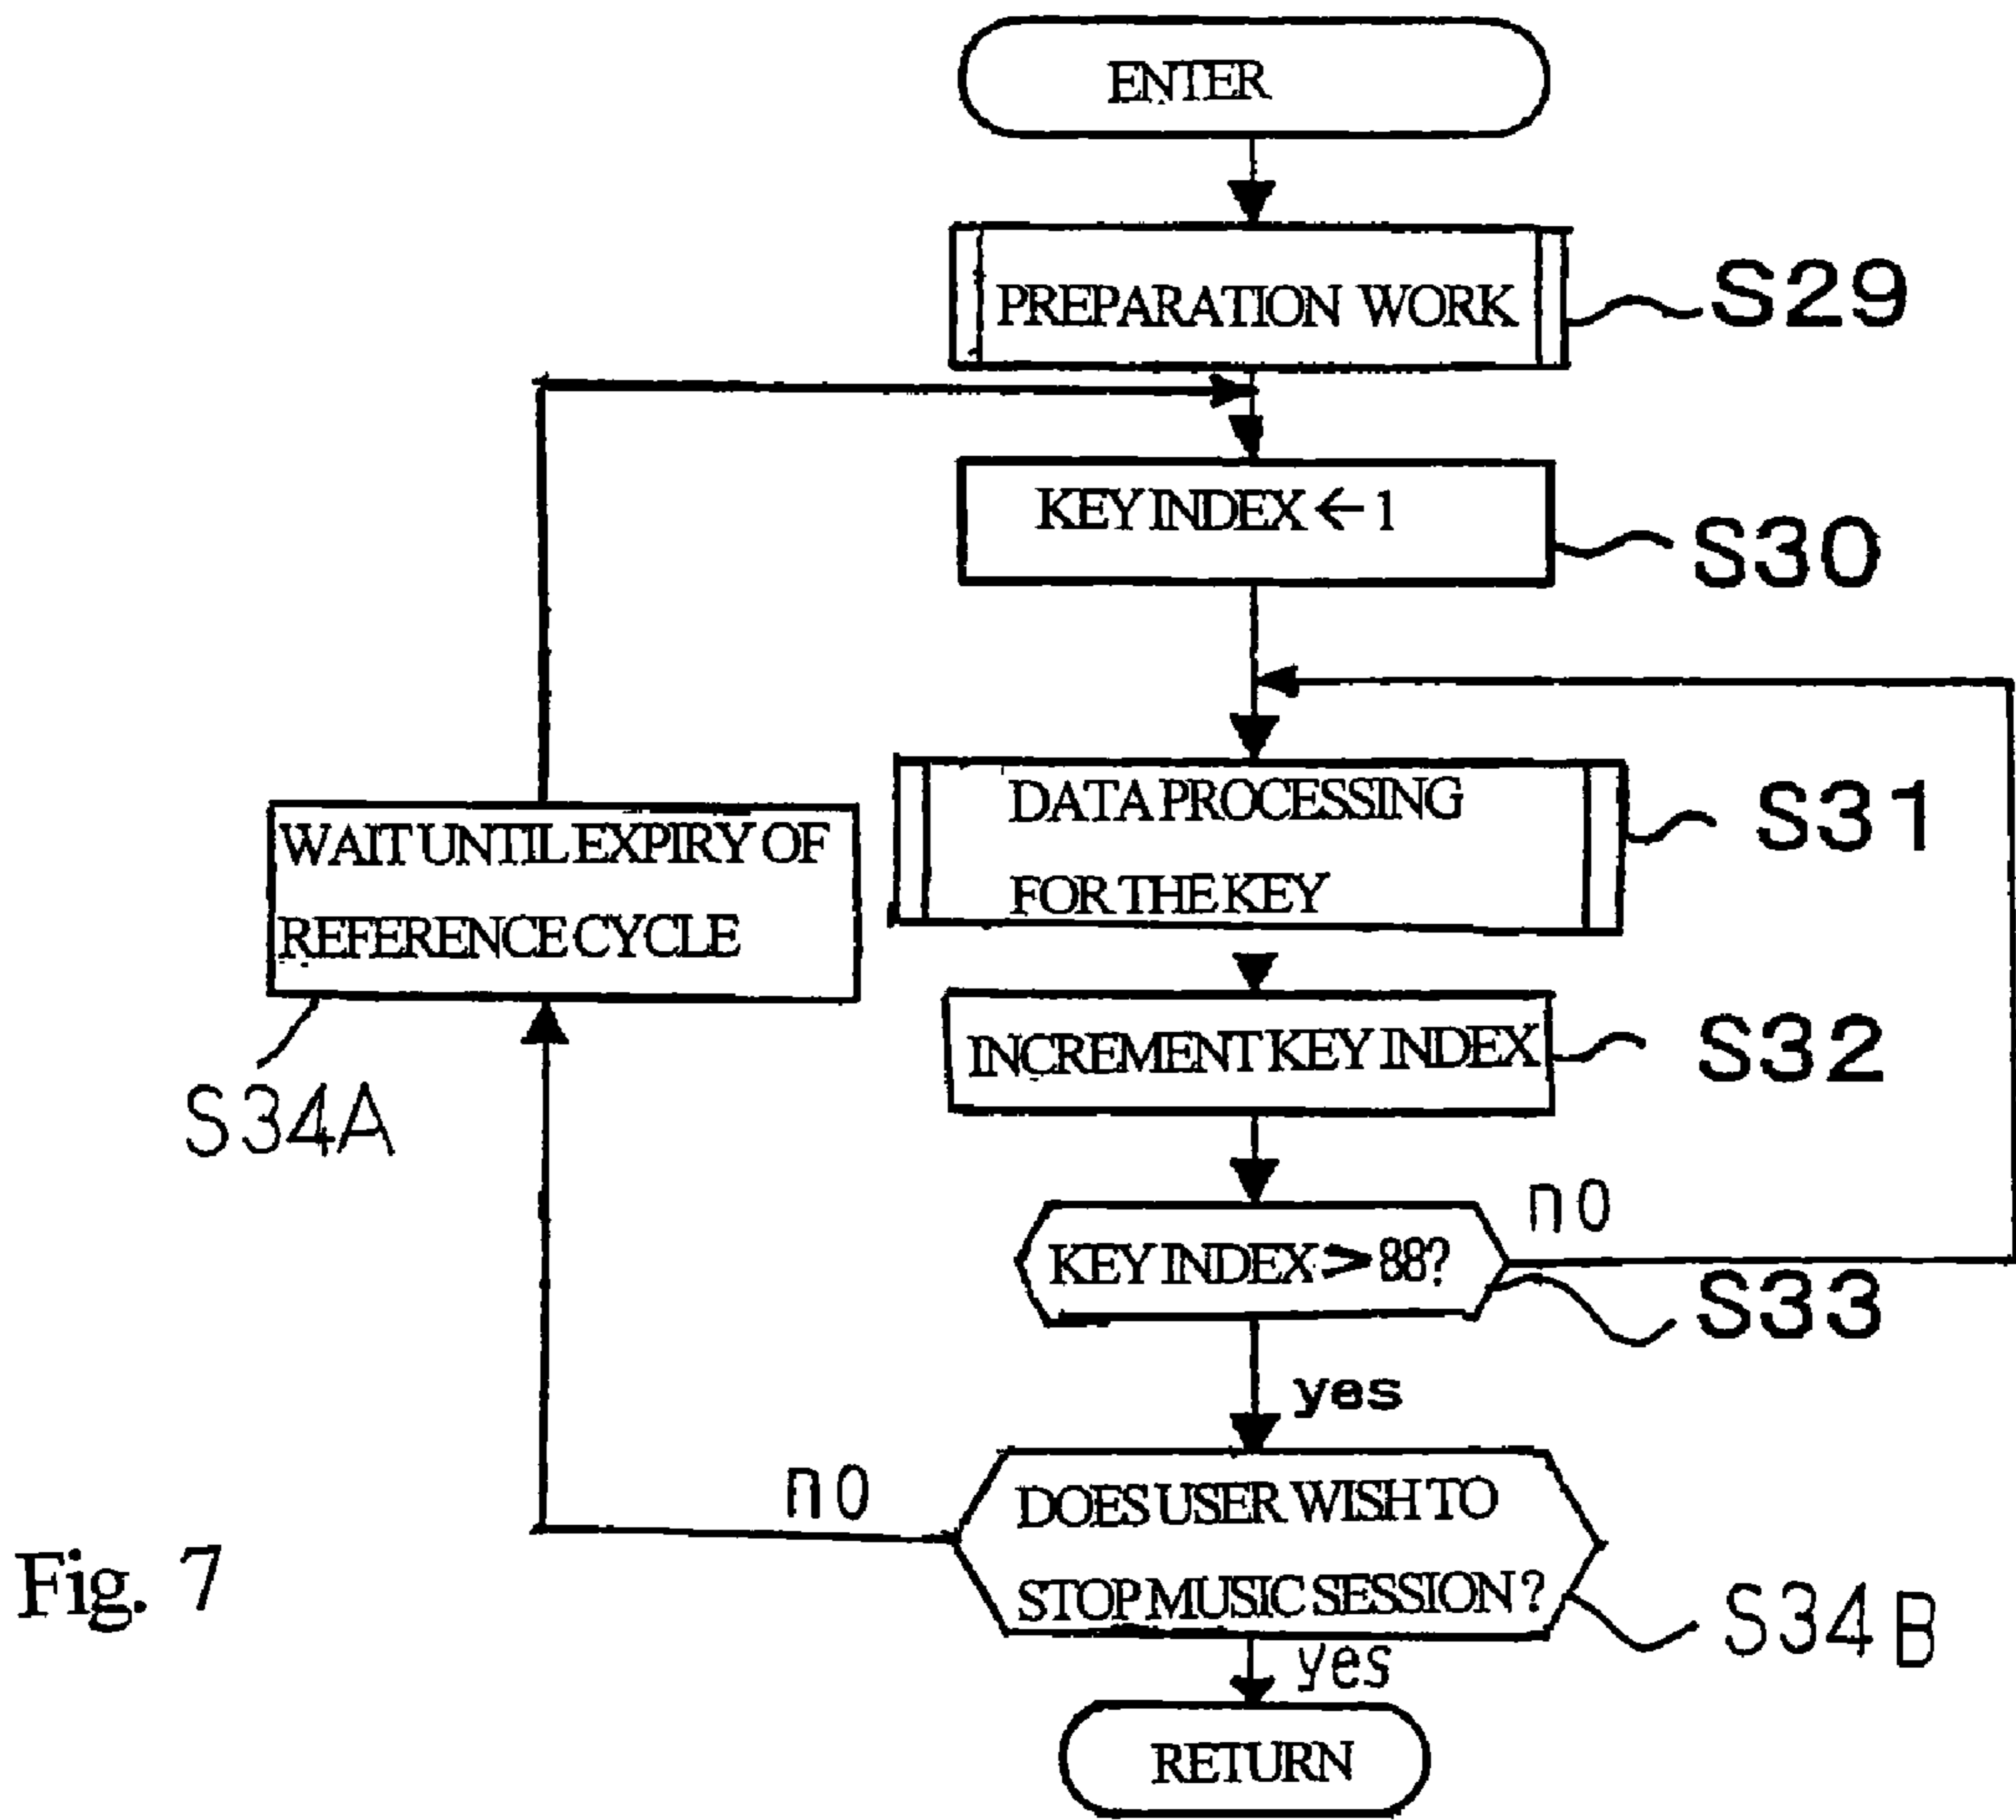 ENTER
PREPARATION WORK
S29
KEY INDEX ← 1
S30
DATA PROCESSING
FOR THE KEY
S31
WAIT UNTIL EXPIRY OF
REFERENCE CYCLE
S34A
INCREMENT KEY INDEX
S32
KEY INDEX > 88?
no
S33
yes
DOES USER WISH TO
STOP MUSIC SESSION?
no
S34B
yes
RETURN
Fig. 7